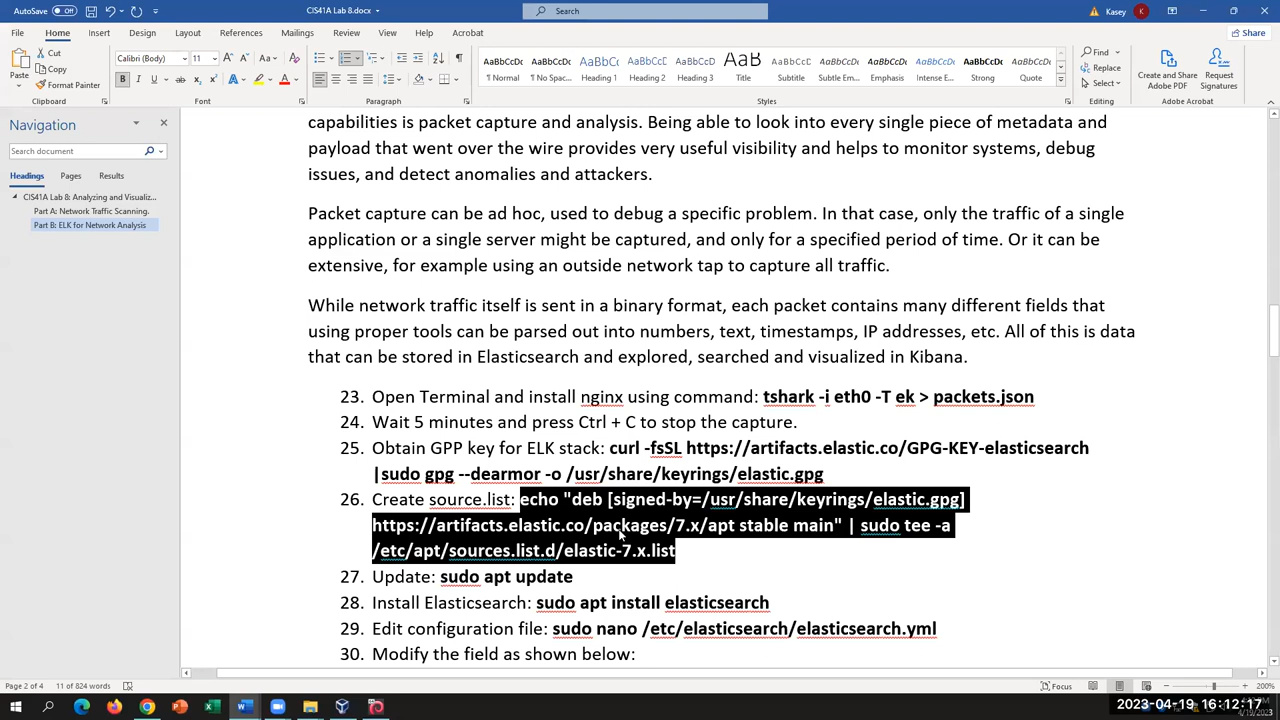 CIS41A Lab 8.docx
Search
Kasey
File Home Insert Design Layout References Mailings Review View Help Acrobat Share
Cut
Copy
Format Painter
Paste
Calibri (Body) 11
AaBbCcDc AaBbCcDc AaBbCc AaBbCcC AaBbCcD AaB AaBbCcD AaBbCcDc AaBbCcDc AaBbCcDc AaBbCcDc AaBbCcDc
¶ Normal ¶ No Spac... Heading 1 Heading 2 Heading 3 Title Subtitle Subtle Em... Emphasis Intense E... Strong Quote
Find
Replace
Select
Create and Share
Adobe PDF
Request
Signatures
Clipboard Font Paragraph Styles Editing Adobe Acrobat
Navigation
Search document
Headings Pages Results
CIS41A Lab 8: Analyzing and Visualiz...
Part A: Network Traffic Scanning.
Part B: ELK for Network Analysis
capabilities is packet capture and analysis. Being able to look into every single piece of metadata and
payload that went over the wire provides very useful visibility and helps to monitor systems, debug
issues, and detect anomalies and attackers.
Packet capture can be ad hoc, used to debug a specific problem. In that case, only the traffic of a single
application or a single server might be captured, and only for a specified period of time. Or it can be
extensive, for example using an outside network tap to capture all traffic.
While network traffic itself is sent in a binary format, each packet contains many different fields that
using proper tools can be parsed out into numbers, text, timestamps, IP addresses, etc. All of this is data
that can be stored in Elasticsearch and explored, searched and visualized in Kibana.
23. Open Terminal and install nginx using command: tshark -i eth0 -T ek > packets.json
24. Wait 5 minutes and press Ctrl + C to stop the capture.
25. Obtain GPP key for ELK stack: curl -fsSL https://artifacts.elastic.co/GPG-KEY-elasticsearch
|sudo gpg --dearmor -o /usr/share/keyrings/elastic.gpg
26. Create source.list: echo "deb [signed-by=/usr/share/keyrings/elastic.gpg]
https://artifacts.elastic.co/packages/7.x/apt stable main" | sudo tee -a
/etc/apt/sources.list.d/elastic-7.x.list
27. Update: sudo apt update
28. Install Elasticsearch: sudo apt install elasticsearch
29. Edit configuration file: sudo nano /etc/elasticsearch/elasticsearch.yml
30. Modify the field as shown below:
Page 2 of 4 11 of 824 words Focus 200%
2023-04-19 16:12:17
4/19/2023